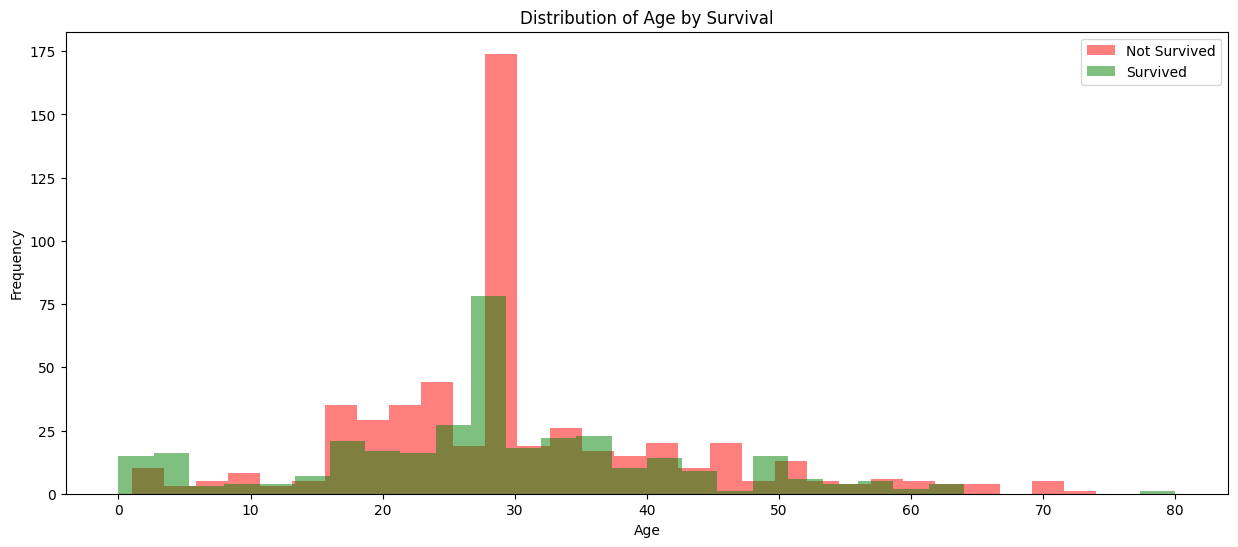 Distribution of Age by Survival
Not Survived
Survived
Frequency
175
150
125
100
75
50
25
0
0 10 20 30 40 50 60 70 80
Age